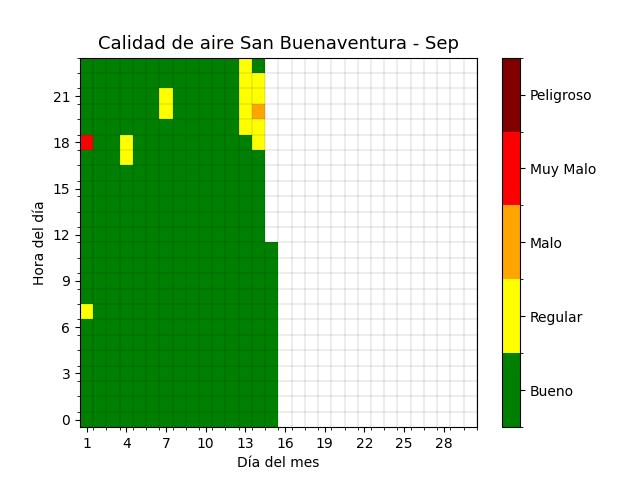 Calidad de aire San Buenaventura - Sep
Hora del día
21
18
15
12
9
6
3
0
1 4 7 10 13 16 19 22 25 28
Día del mes
Peligroso
Muy Malo
Malo
Regular
Bueno